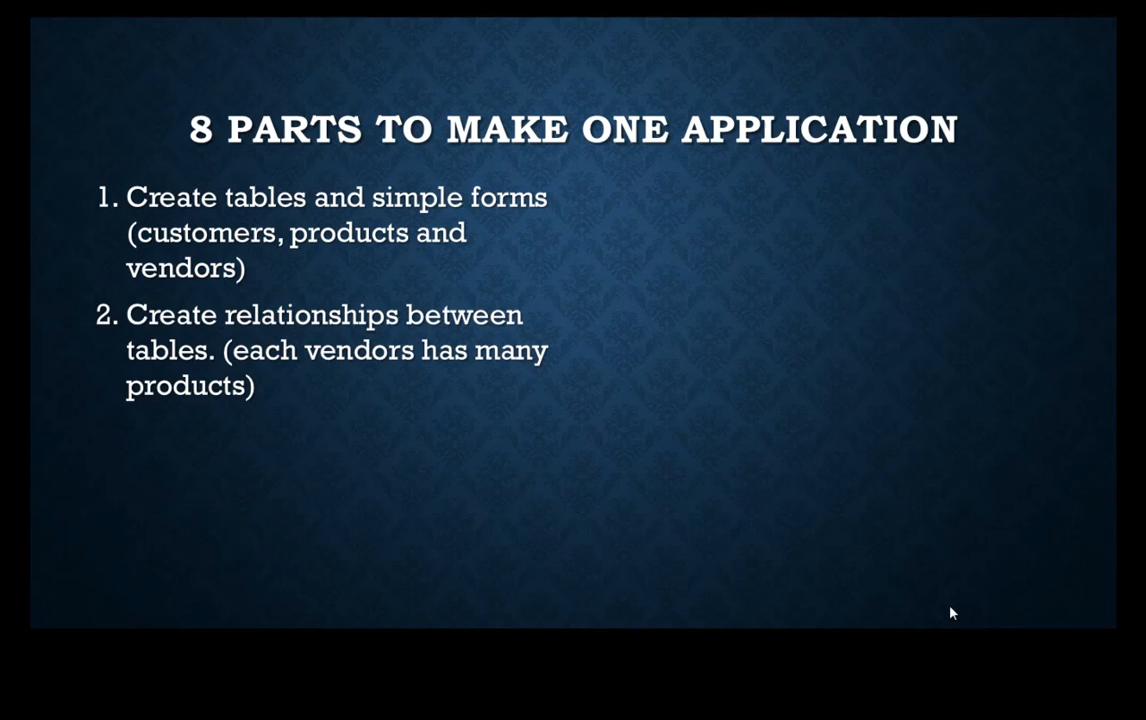 8 PARTS TO MAKE ONE APPLICATION
1. Create tables and simple forms
(customers, products and
vendors)
2. Create relationships between
tables. (each vendors has many
products)